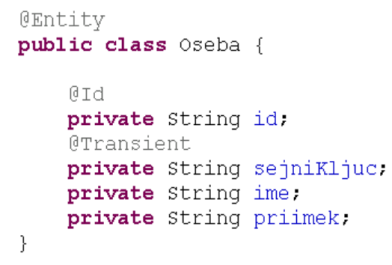 @Entity
public class Oseba {
@Id
private String id;
@Transient
private String sejniKljuc;
private String ime;
private String priimek;
}